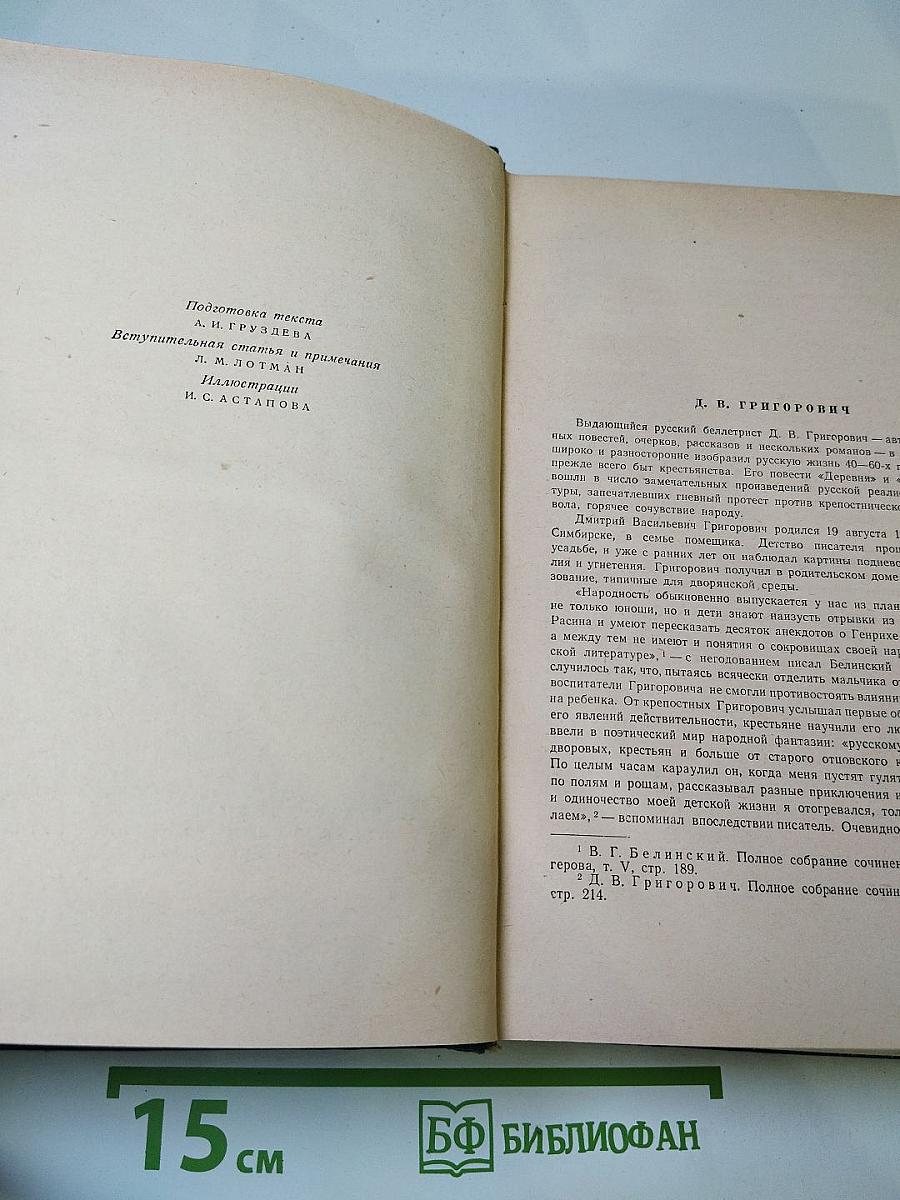 Подготовка текста
А. И. ГРУЗДЕВА
Вступительная статья и примечания
Л. М. ЛОТМАН
Иллюстрации
И. С. АСТАПОВА
Д. В. ГРИГОРОВИЧ
Выдающийся русский беллетрист Д. В. Григорович — авт
ных повестей, очерков, рассказов и нескольких романов — в
широко и разносторонне изобразил русскую жизнь 40—60-х г
прежде всего быт крестьянства. Его повести «Деревня» и «
вошли в число замечательных произведений русской реали
туры, запечатлевших гневный протест против крепостническо
вола, горячее сочувствие народу.
Дмитрий Васильевич Григорович родился 19 августа 1
Симбирске, в семье помещика. Детство писателя прош
усадьбе, и уже с ранних лет он наблюдал картины поднево
лия и угнетения. Григорович получил в родительском доме
зование, типичные для дворянской среды.
«Народность обыкновенно выпускается у нас из план
не только юноши, но и дети знают наизусть отрывки из
Расина и умеют пересказать десяток анекдотов о Генрихе
а между тем не имеют и понятия о сокровищах своей нар
ской литературе»,¹ — с негодованием писал Белинский
случилось так, что, пытаясь всячески отделить мальчика от
воспитатели Григоровича не смогли противостоять влияни
на ребенка. От крепостных Григорович услышал первые об
его явлений действительности, крестьяне научили его лю
ввели в поэтический мир народной фантазии: «русскому
дворовых, крестьян и больше от старого отцовского к
По целым часам караулил он, когда меня пустят гулят
по полям и рощам, рассказывал разные приключения и
и одиночество моей детской жизни я отогревался, тол
лаем»,² — вспоминал впоследствии писатель. Очевидно
¹ В. Г. Белинский. Полное собрание сочинен
герова, т. V, стр. 189.
² Д. В. Григорович. Полное собрание сочин
стр. 214.
15 см
БФ БИБЛИОФАН